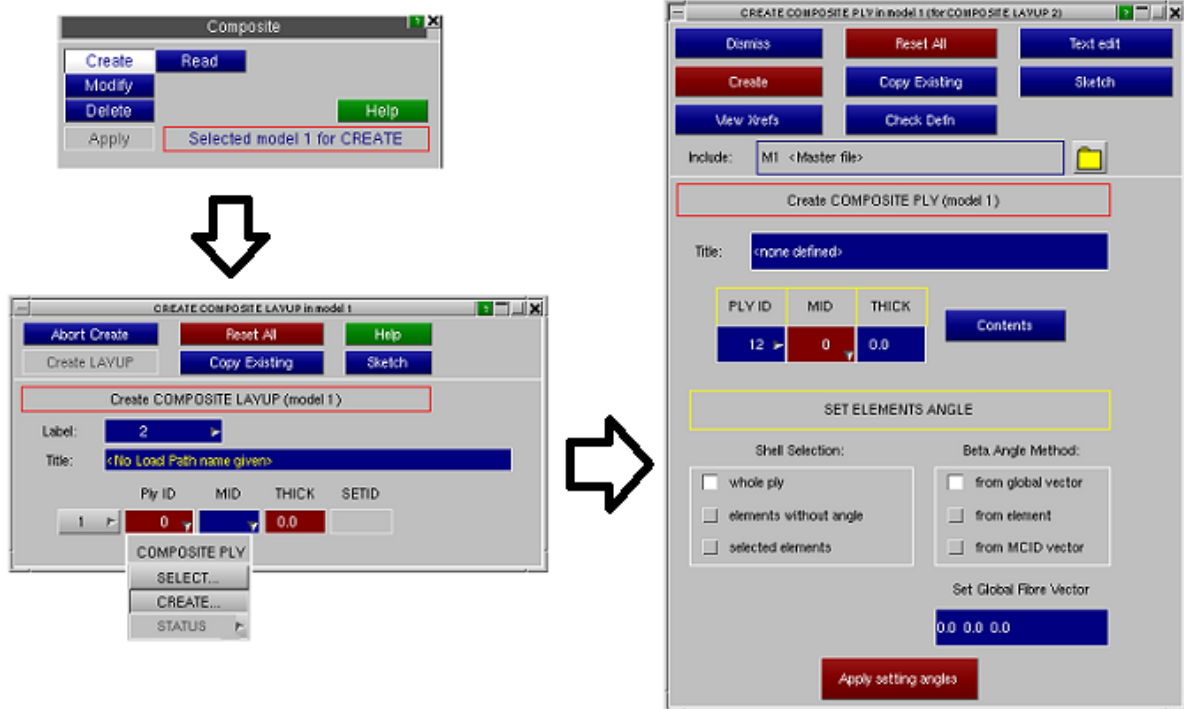 Composite
?
Create Read
Modify
Delete Help
Apply Selected model 1 for CREATE
CREATE COMPOSITE LAYUP in model 1
?
Abort Create Reset All Help
Create LAYUP Copy Existing Sketch
Create COMPOSITE LAYUP (model 1)
Label: 2
Title: <No Load Path name given>
Ply ID MID THICK SETID
1 0 0.0
COMPOSITE PLY
SELECT...
CREATE...
STATUS
CREATE COMPOSITE PLY in model 1 (for COMPOSITE LAYUP 2)
?
Dismiss Reset All Text edit
Create Copy Existing Sketch
View Xrefs Check Defn
Include: M1 <Master file>
Create COMPOSITE PLY (model 1)
Title: <none defined>
PLY ID MID THICK
12 0 0.0 Contents
SET ELEMENTS ANGLE
Shell Selection: Beta Angle Method:
whole ply from global vector
elements without angle from element
selected elements from MCID vector
Set Global Fibre Vector
0.0 0.0 0.0
Apply setting angles